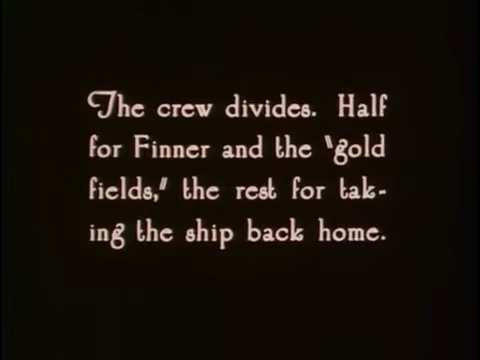 The crew divides. Half
for Finner and the "gold
fields," the rest for tak-
ing the ship back home.